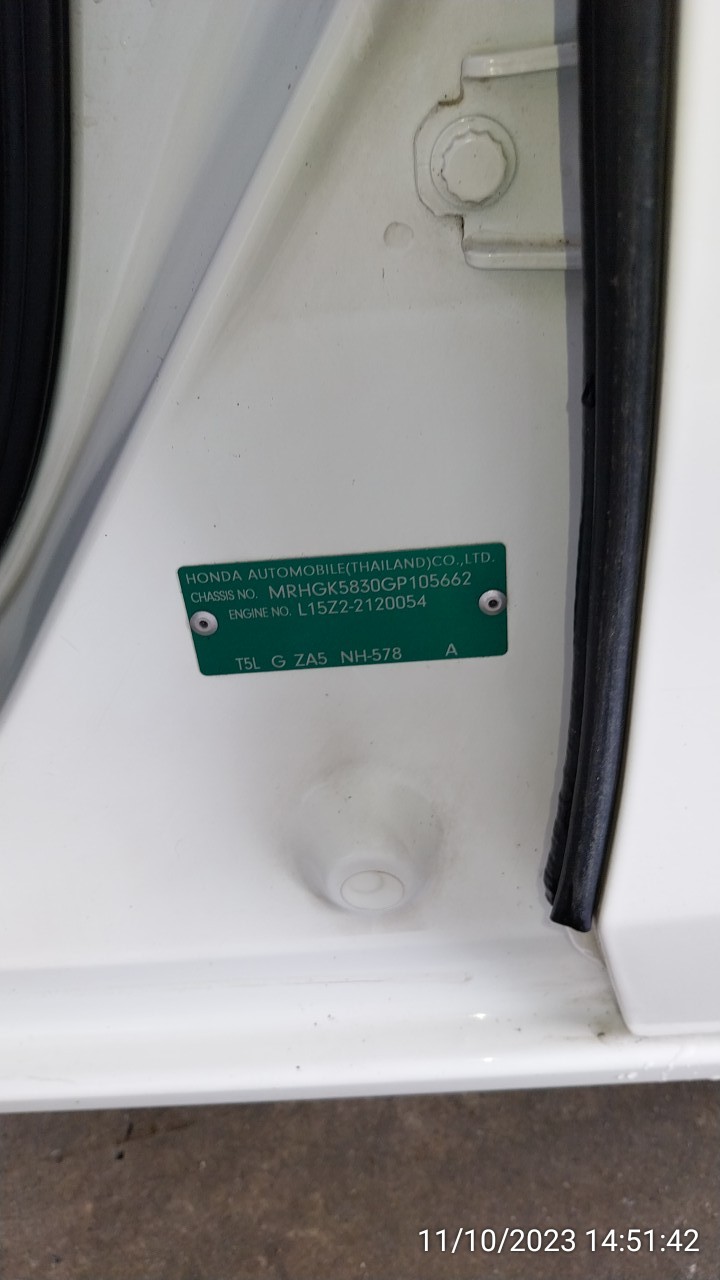 HONDA AUTOMOBILE(THAILAND)CO.,LTD.
CHASSIS NO. MRHGK5830GP105662
ENGINE NO. L15Z2-2120054
T5L G ZA5 NH-578 A
11/10/2023 14:51:42